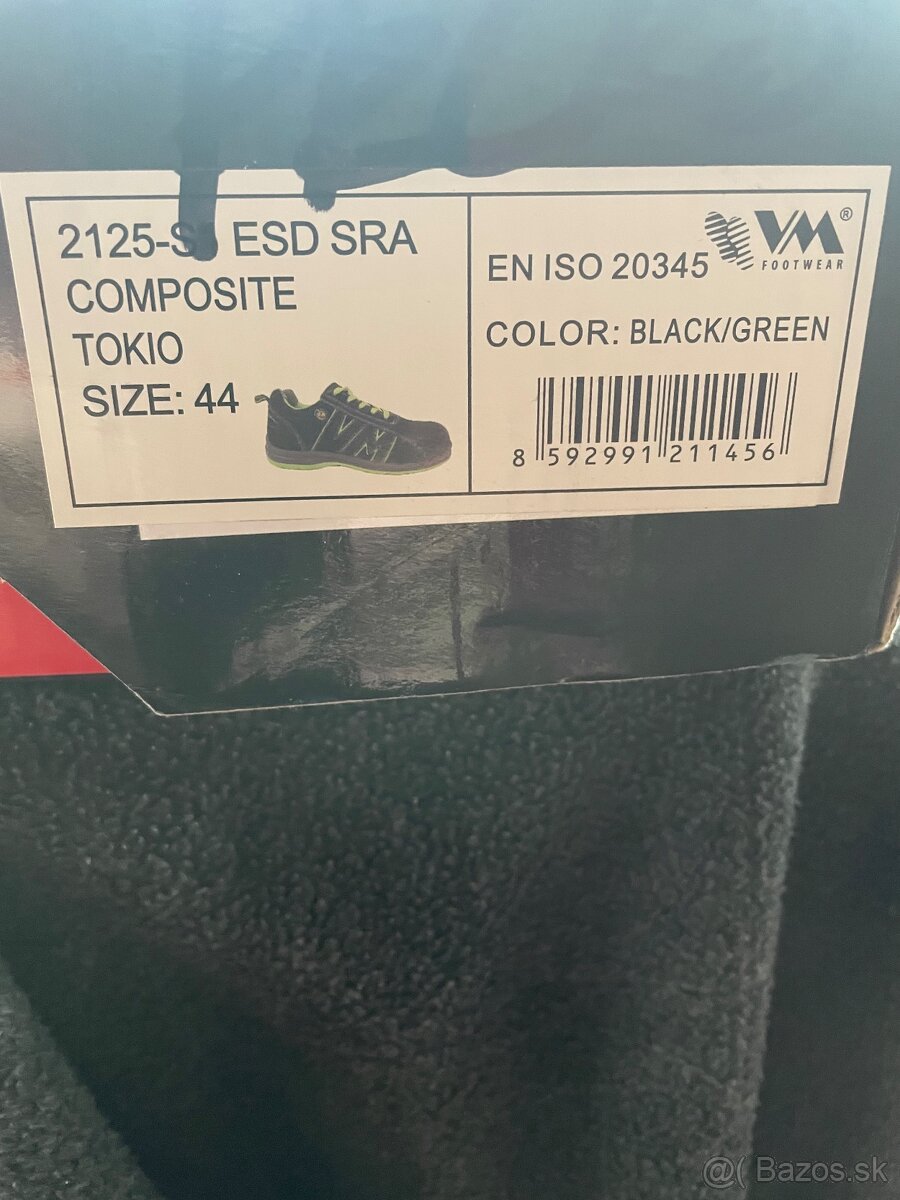 2125- ESD SRA
COMPOSITE
TOKIO
SIZE: 44
VM®
FOOTWEAR
EN ISO 20345
COLOR: BLACK/GREEN
8 592991 211456
@( Bazos.sk